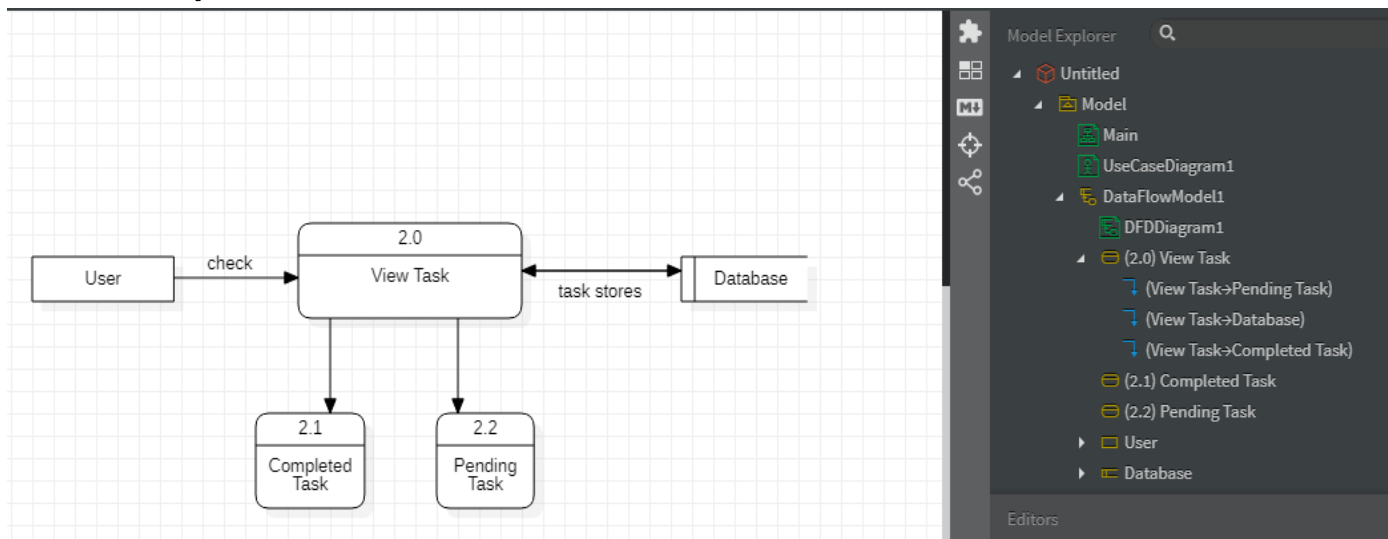 2.0
View Task
User
check
task stores
Database
2.1
Completed
Task
2.2
Pending
Task
M
Model Explorer
Untitled
Model
Main
UseCaseDiagram1
DataFlowModel1
DFDDiagram1
(2.0) View Task
(View Task→Pending Task)
(View Task→Database)
(View Task→Completed Task)
(2.1) Completed Task
(2.2) Pending Task
User
Database
Editors